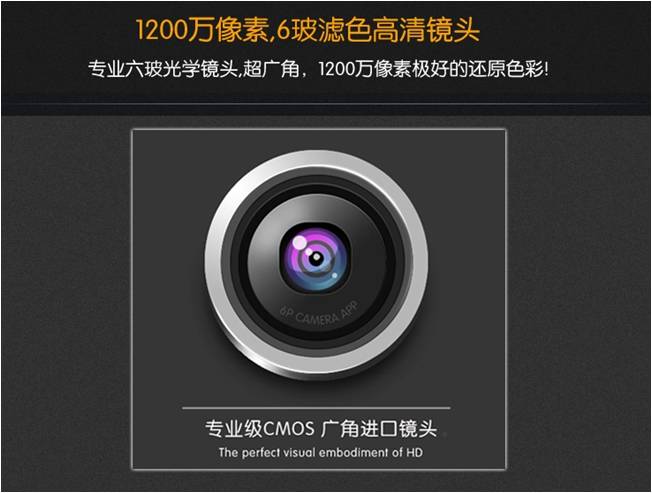 1200万像素,6玻滤色高清镜头
专业六玻光学镜头,超广角，1200万像素极好的还原色彩!
6P CAMERA APP
专业级CMOS 广角进口镜头
The perfect visual embodiment of HD